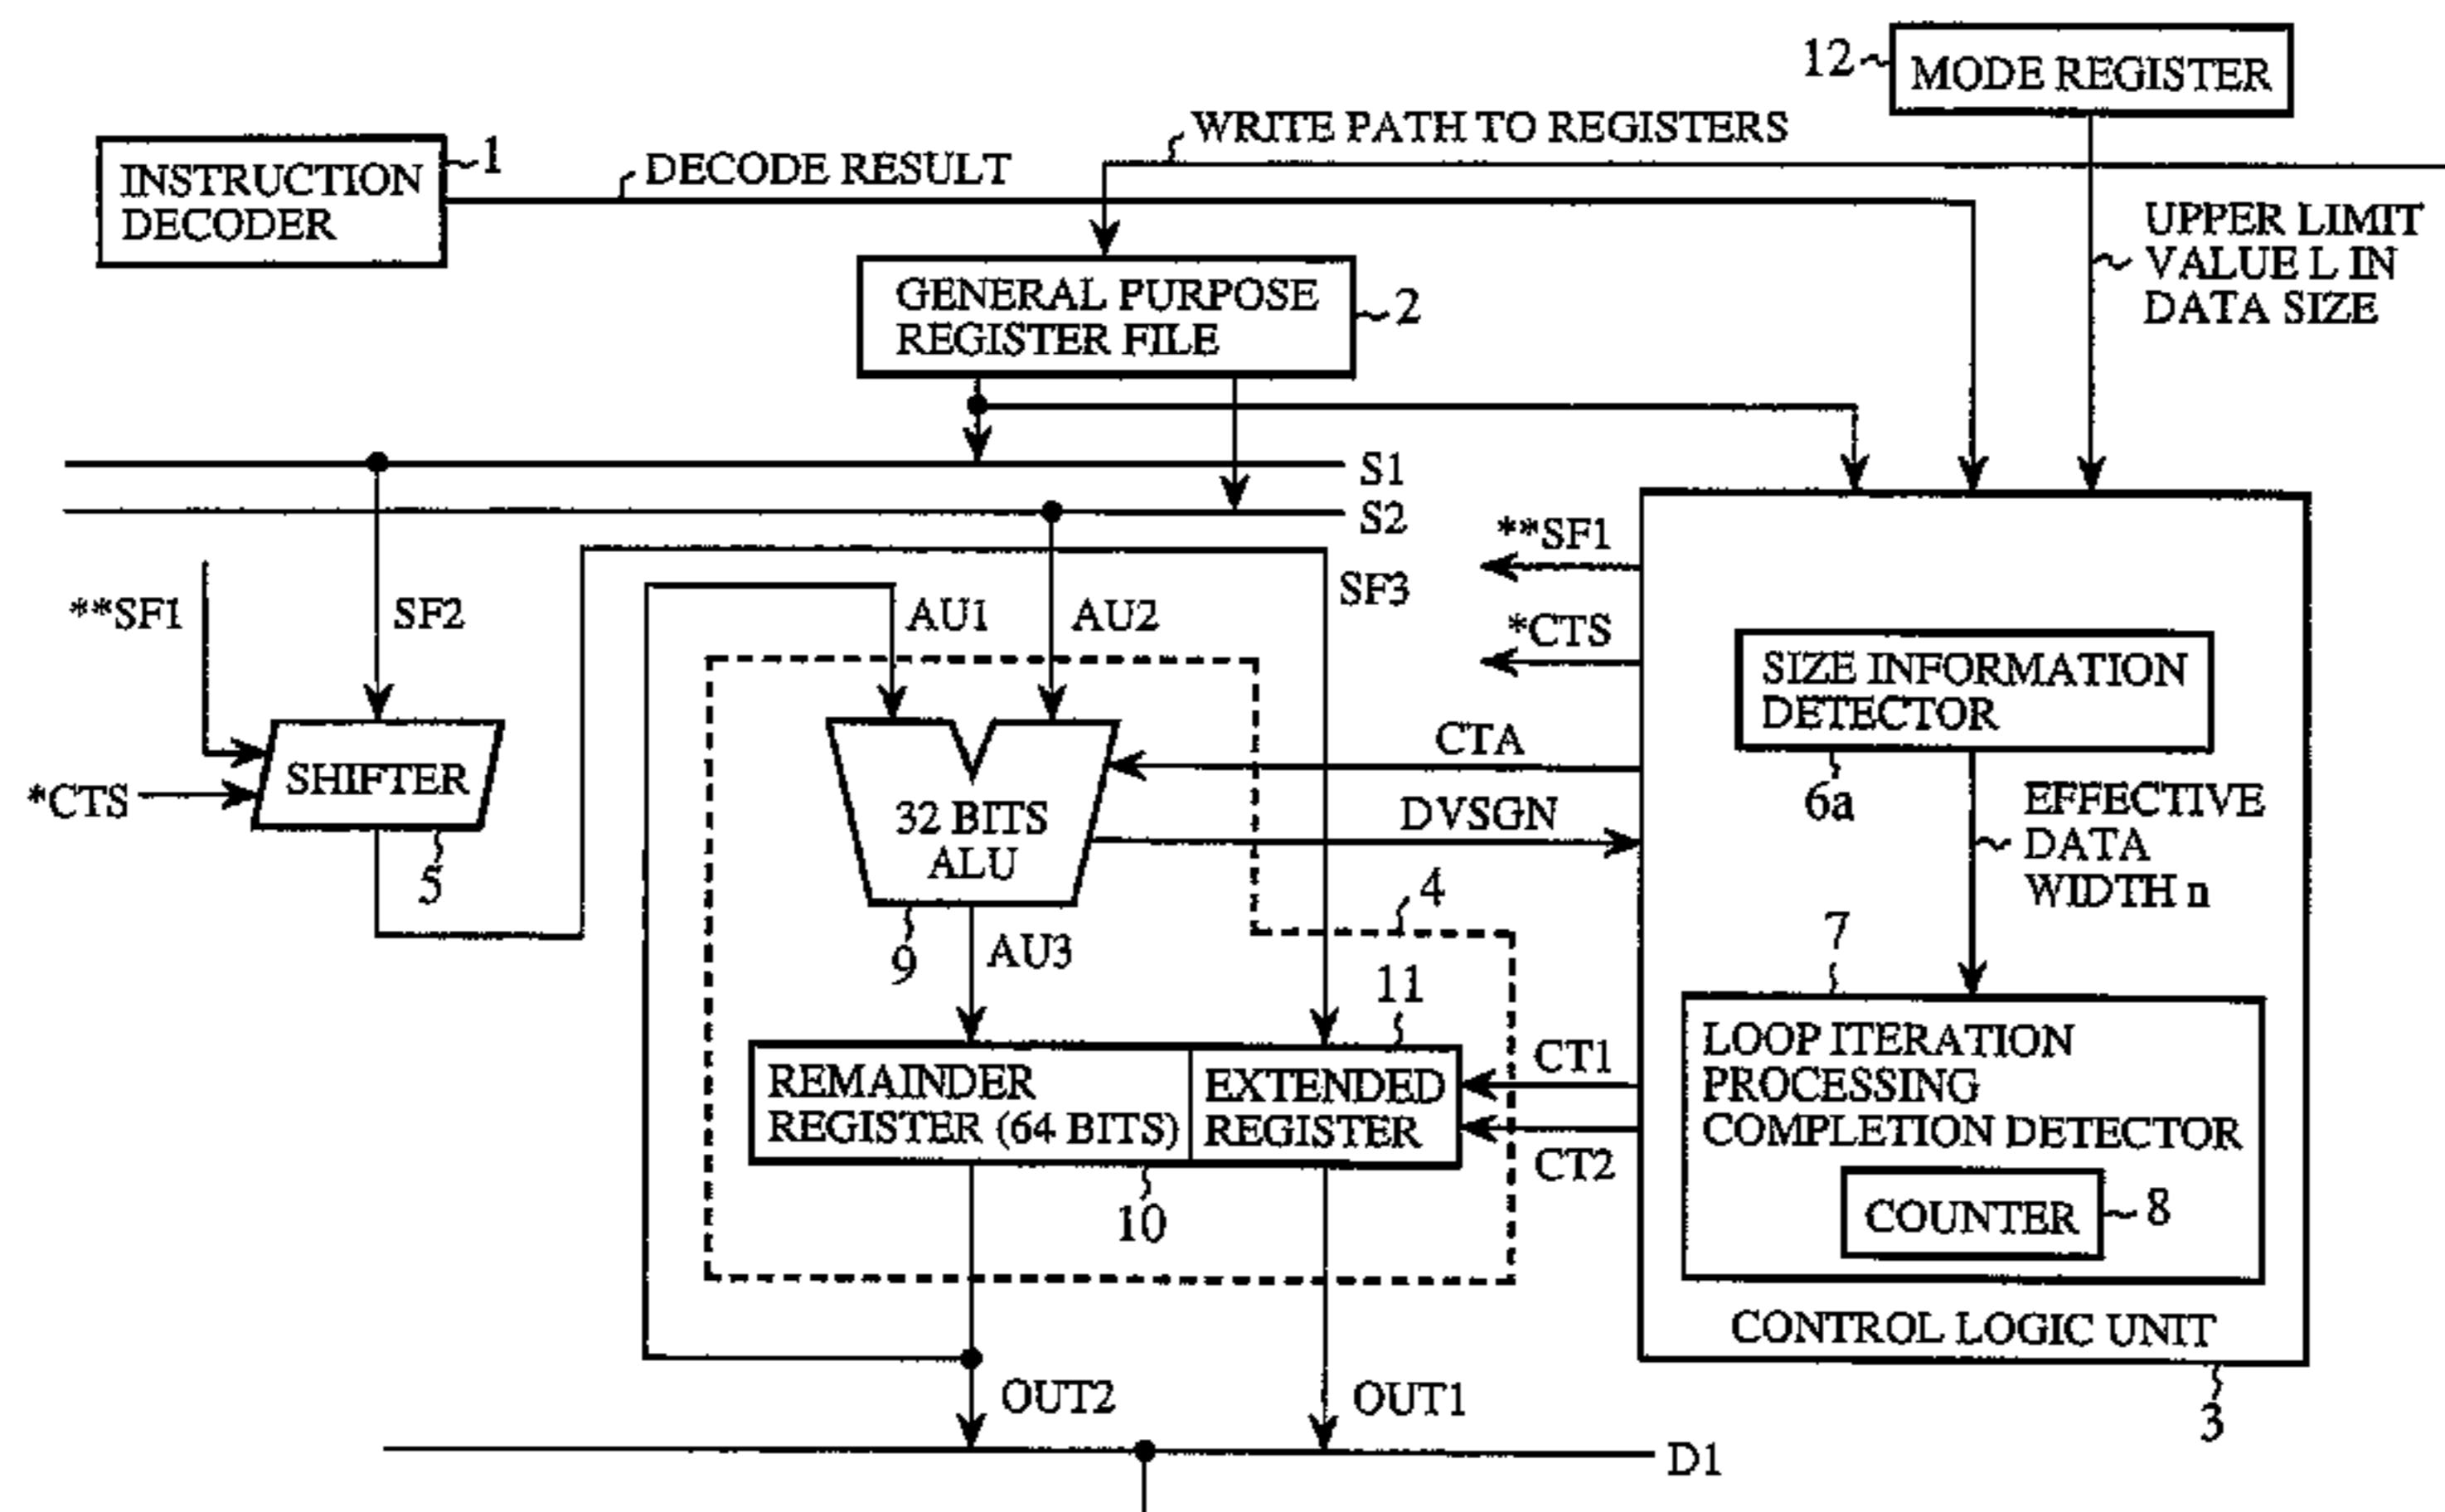 12
MODE REGISTER
WRITE PATH TO REGISTERS
1
INSTRUCTION
DECODER
DECODE RESULT
UPPER LIMIT
VALUE L IN
DATA SIZE
GENERAL PURPOSE
REGISTER FILE
2
S1
S2
**SF1
SF2
AU1
AU2
SF3
**SF1
*CTS
SIZE INFORMATION
DETECTOR
6a
SHIFTER
*CTS
5
32 BITS
ALU
9
CTA
DVSGN
4
EFFECTIVE
DATA
WIDTH n
AU3
11
7
REMAINDER
REGISTER (64 BITS)
EXTENDED
REGISTER
10
CT1
CT2
LOOP ITERATION
PROCESSING
COMPLETION DETECTOR
COUNTER
8
CONTROL LOGIC UNIT
3
OUT2
OUT1
D1